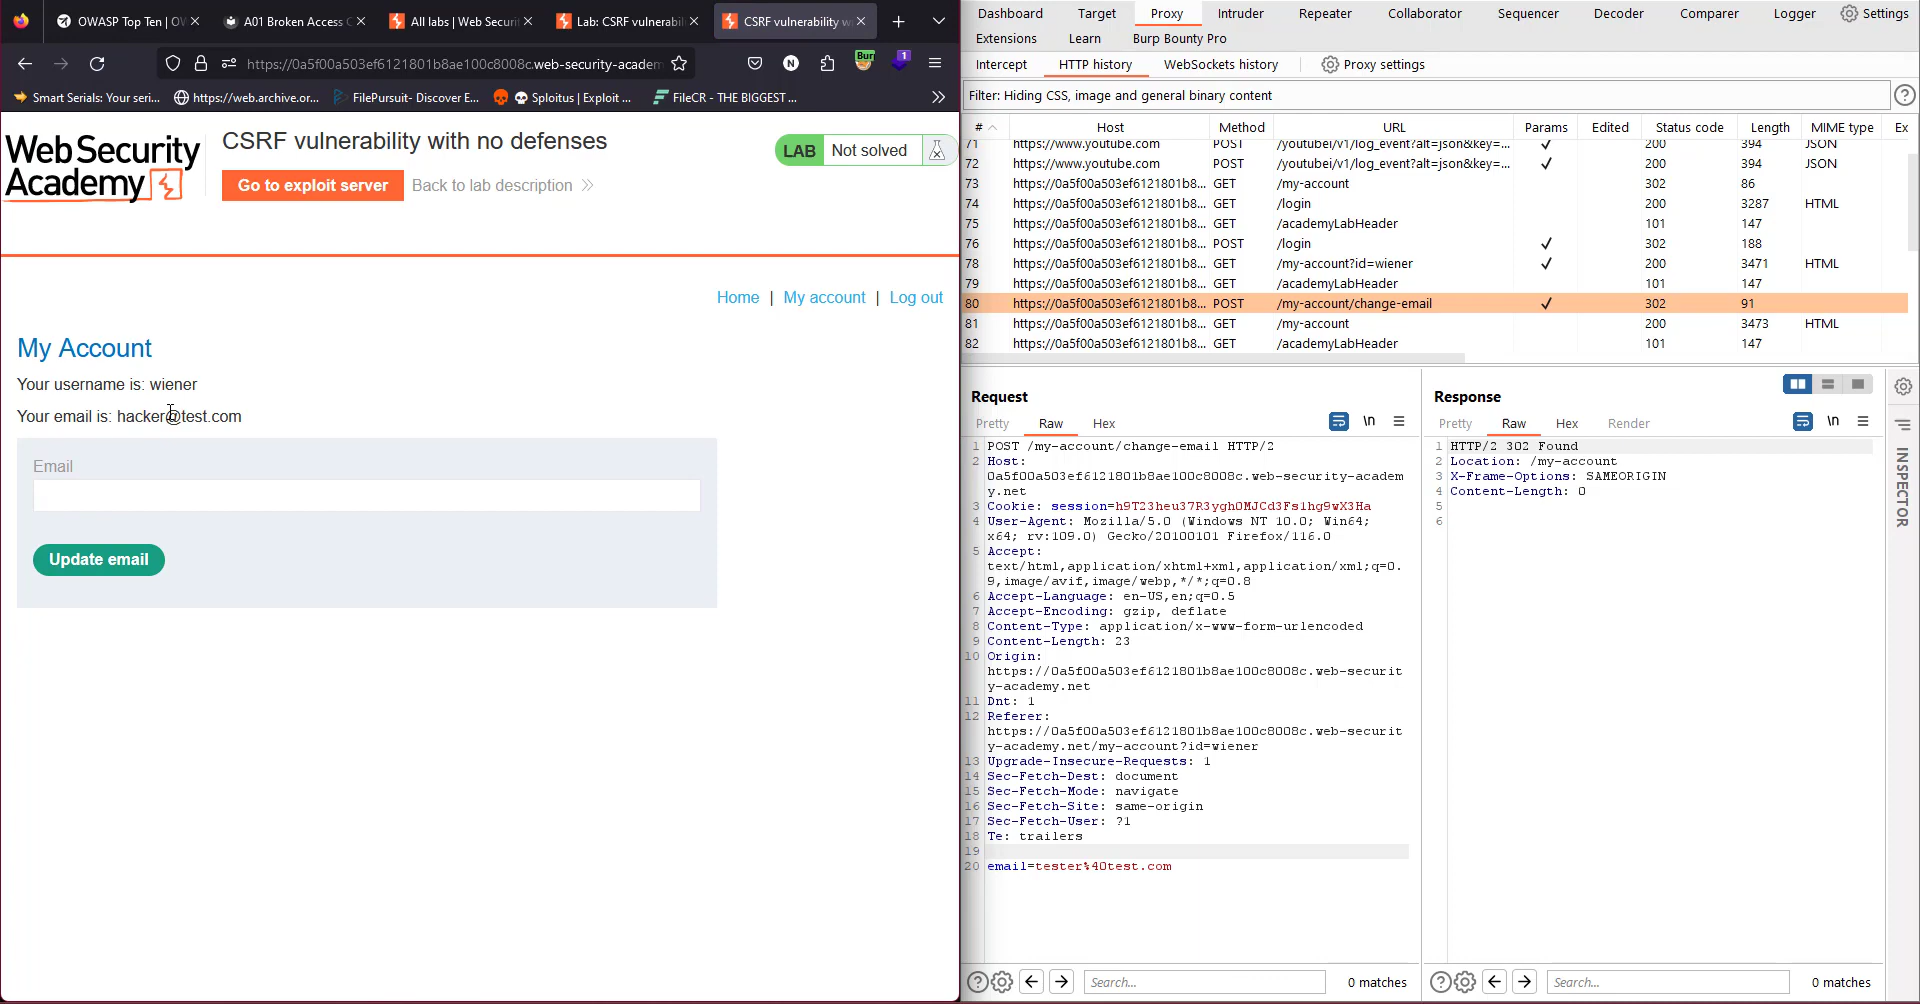 OWASP Top Ten | OW
A01 Broken Access C
All labs | Web Securi
Lab: CSRF vulnerabil
CSRF vulnerability w
https://0a5f00a503ef6121801b8ae100c8008c.web-security-academ
Bur
1
Smart Serials: Your seri...
https://web.archive.or...
FilePursuit- Discover E...
Sploitus | Exploit ...
FileCR - THE BIGGEST ...
Web Security
Academy
CSRF vulnerability with no defenses
Go to exploit server
Back to lab description
LAB
Not solved
Home | My account | Log out
My Account
Your username is: wiener
Your email is: hacker@test.com
Email
Update email
Dashboard
Target
Proxy
Intruder
Repeater
Collaborator
Sequencer
Decoder
Comparer
Logger
Settings
Extensions
Learn
Burp Bounty Pro
Intercept
HTTP history
WebSockets history
Proxy settings
Filter: Hiding CSS, image and general binary content
# Host Method URL Params Edited Status code Length MIME type Ex
71 https://www.youtube.com POST /youtubei/v1/log_event?alt=json&key=... ✓ 200 394 JSON
72 https://www.youtube.com POST /youtubei/v1/log_event?alt=json&key=... ✓ 200 394 JSON
73 https://0a5f00a503ef6121801b8... GET /my-account 302 86
74 https://0a5f00a503ef6121801b8... GET /login 200 3287 HTML
75 https://0a5f00a503ef6121801b8... GET /academyLabHeader 101 147
76 https://0a5f00a503ef6121801b8... POST /login ✓ 302 188
78 https://0a5f00a503ef6121801b8... GET /my-account?id=wiener ✓ 200 3471 HTML
79 https://0a5f00a503ef6121801b8... GET /academyLabHeader 101 147
80 https://0a5f00a503ef6121801b8... POST /my-account/change-email ✓ 302 91
81 https://0a5f00a503ef6121801b8... GET /my-account 200 3473 HTML
82 https://0a5f00a503ef6121801b8... GET /academyLabHeader 101 147
Request
Pretty Raw Hex
\n
1 POST /my-account/change-email HTTP/2
2 Host:
0a5f00a503ef6121801b8ae100c8008c.web-security-academ
y.net
3 Cookie: session=h9T23heu37R3ygh0MJCd3Fs1hg9wX3Ha
4 User-Agent: Mozilla/5.0 (Windows NT 10.0; Win64;
x64; rv:109.0) Gecko/20100101 Firefox/116.0
5 Accept:
text/html,application/xhtml+xml,application/xml;q=0.
9,image/avif,image/webp,*/*;q=0.8
6 Accept-Language: en-US,en;q=0.5
7 Accept-Encoding: gzip, deflate
8 Content-Type: application/x-www-form-urlencoded
9 Content-Length: 23
10 Origin:
https://0a5f00a503ef6121801b8ae100c8008c.web-securit
y-academy.net
11 Dnt: 1
12 Referer:
https://0a5f00a503ef6121801b8ae100c8008c.web-securit
y-academy.net/my-account?id=wiener
13 Upgrade-Insecure-Requests: 1
14 Sec-Fetch-Dest: document
15 Sec-Fetch-Mode: navigate
16 Sec-Fetch-Site: same-origin
17 Sec-Fetch-User: ?1
18 Te: trailers
19
20 email=tester%40test.com
Search...
0 matches
Response
Pretty Raw Hex Render
\n
1 HTTP/2 302 Found
2 Location: /my-account
3 X-Frame-Options: SAMEORIGIN
4 Content-Length: 0
5
6
Search...
0 matches
INSPECTOR